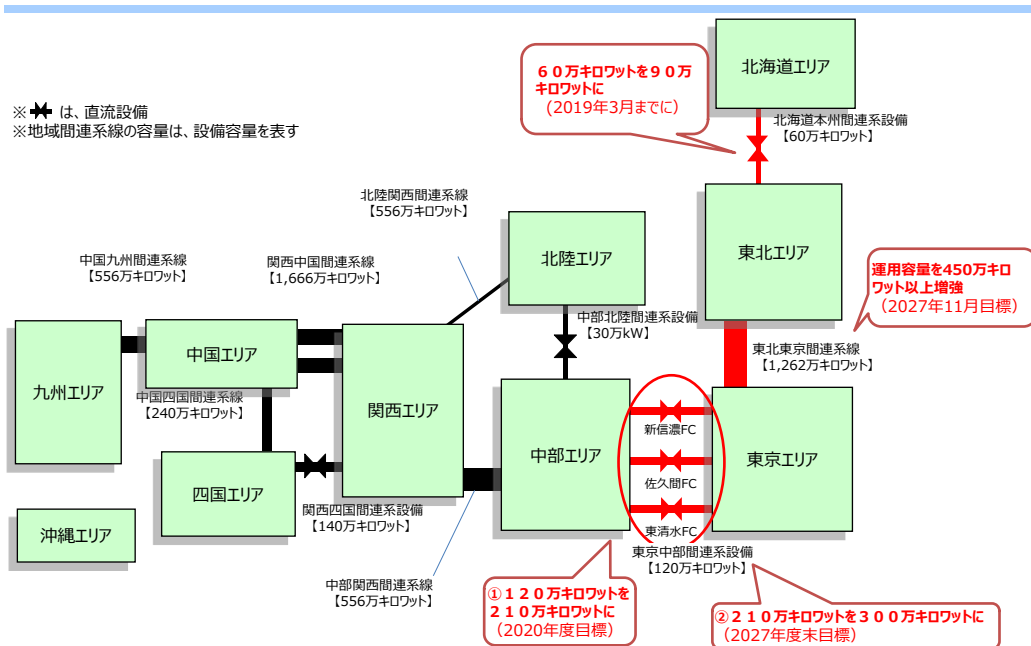 ６０万キロワットを９０万
キロワットに
（2019年3月までに）
北海道エリア
※ は、直流設備
※地域間連系線の容量は、設備容量を表す
北海道本州間連系設備
【60万キロワット】
北陸関西間連系線
【556万キロワット】
北陸エリア
東北エリア
中国九州間連系線
【556万キロワット】
関西中国間連系線
【1,666万キロワット】
運用容量を450万キロ
ワット以上増強
（2027年11月目標）
中部北陸間連系設備
【30万kW】
東北東京間連系線
【1,262万キロワット】
九州エリア
中国エリア
中国四国間連系線
【240万キロワット】
関西エリア
中部エリア
新信濃FC
佐久間FC
東清水FC
東京エリア
四国エリア
関西四国間連系設備
【140万キロワット】
沖縄エリア
東京中部間連系設備
【120万キロワット】
中部関西間連系線
【556万キロワット】
①１２０万キロワットを
２１０万キロワットに
（2020年度目標）
②２１０万キロワットを３００万キロワットに
（2027年度末目標）